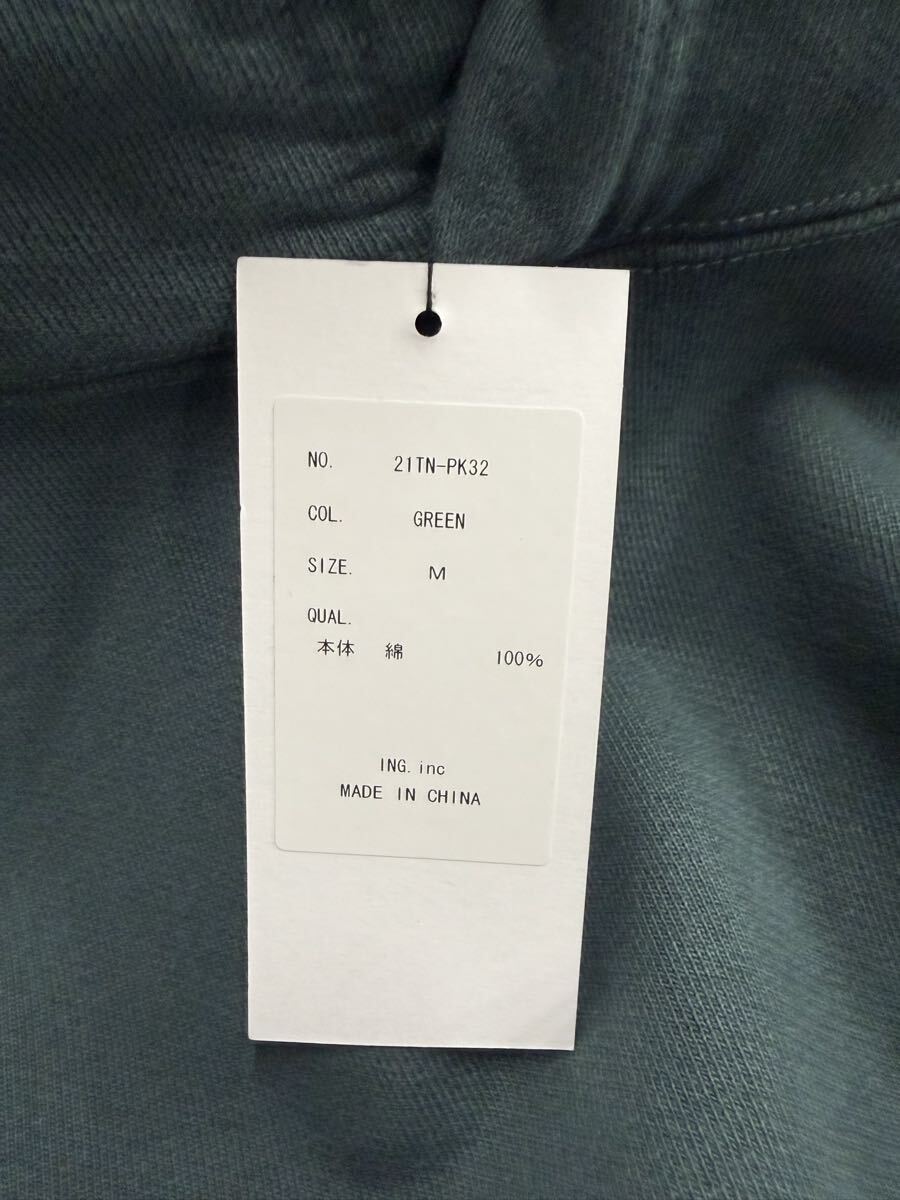 NO. 21TN-PK32
COL. GREEN
SIZE. M
QUAL.
本体 綿 100%
ING. inc
MADE IN CHINA